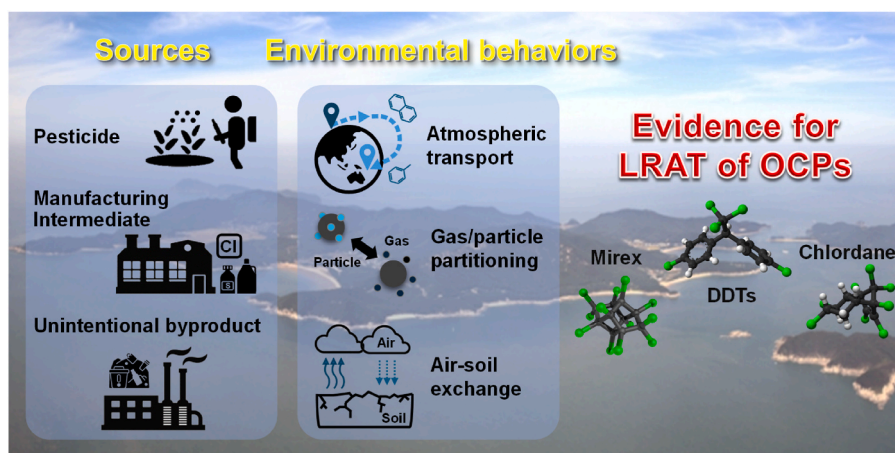 Sources
Environmental behaviors
Pesticide
Manufacturing
Intermediate
Cl
S
Unintentional byproduct
Atmospheric
transport
Gas
Particle
Gas/particle
partitioning
Air
Soil
Air-soil
exchange
Evidence for
LRAT of OCPs
Mirex
DDTs
Chlordane